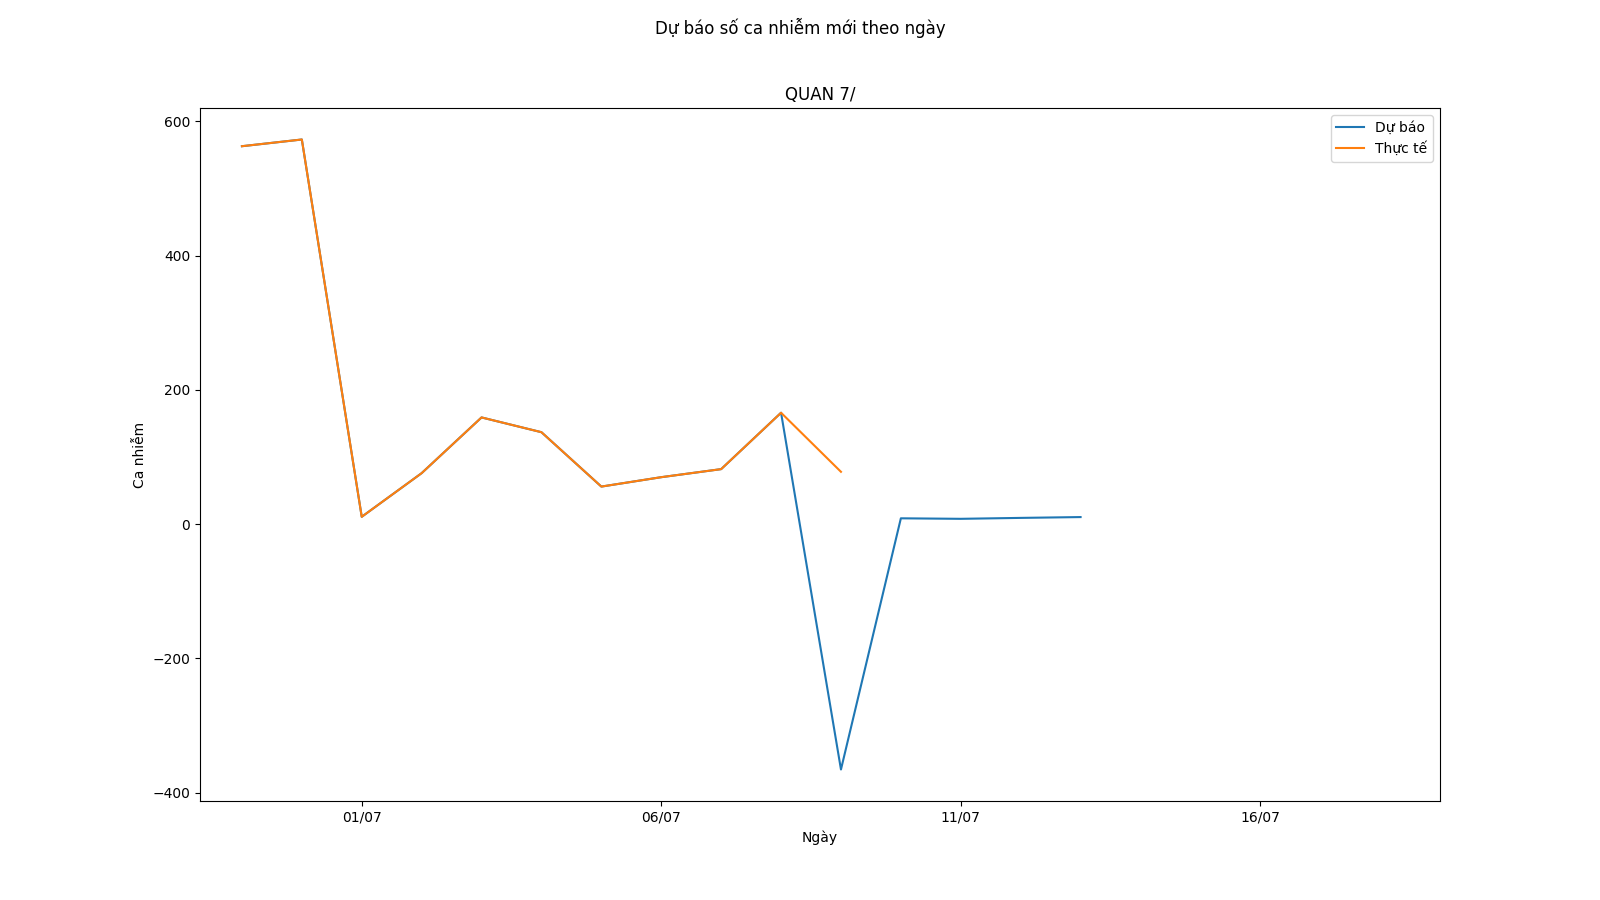 Dự báo số ca nhiễm mới theo ngày
QUAN 7/
Dự báo
Thực tế
600
400
200
0
−200
−400
Ca nhiễm
01/07
06/07
11/07
16/07
Ngày